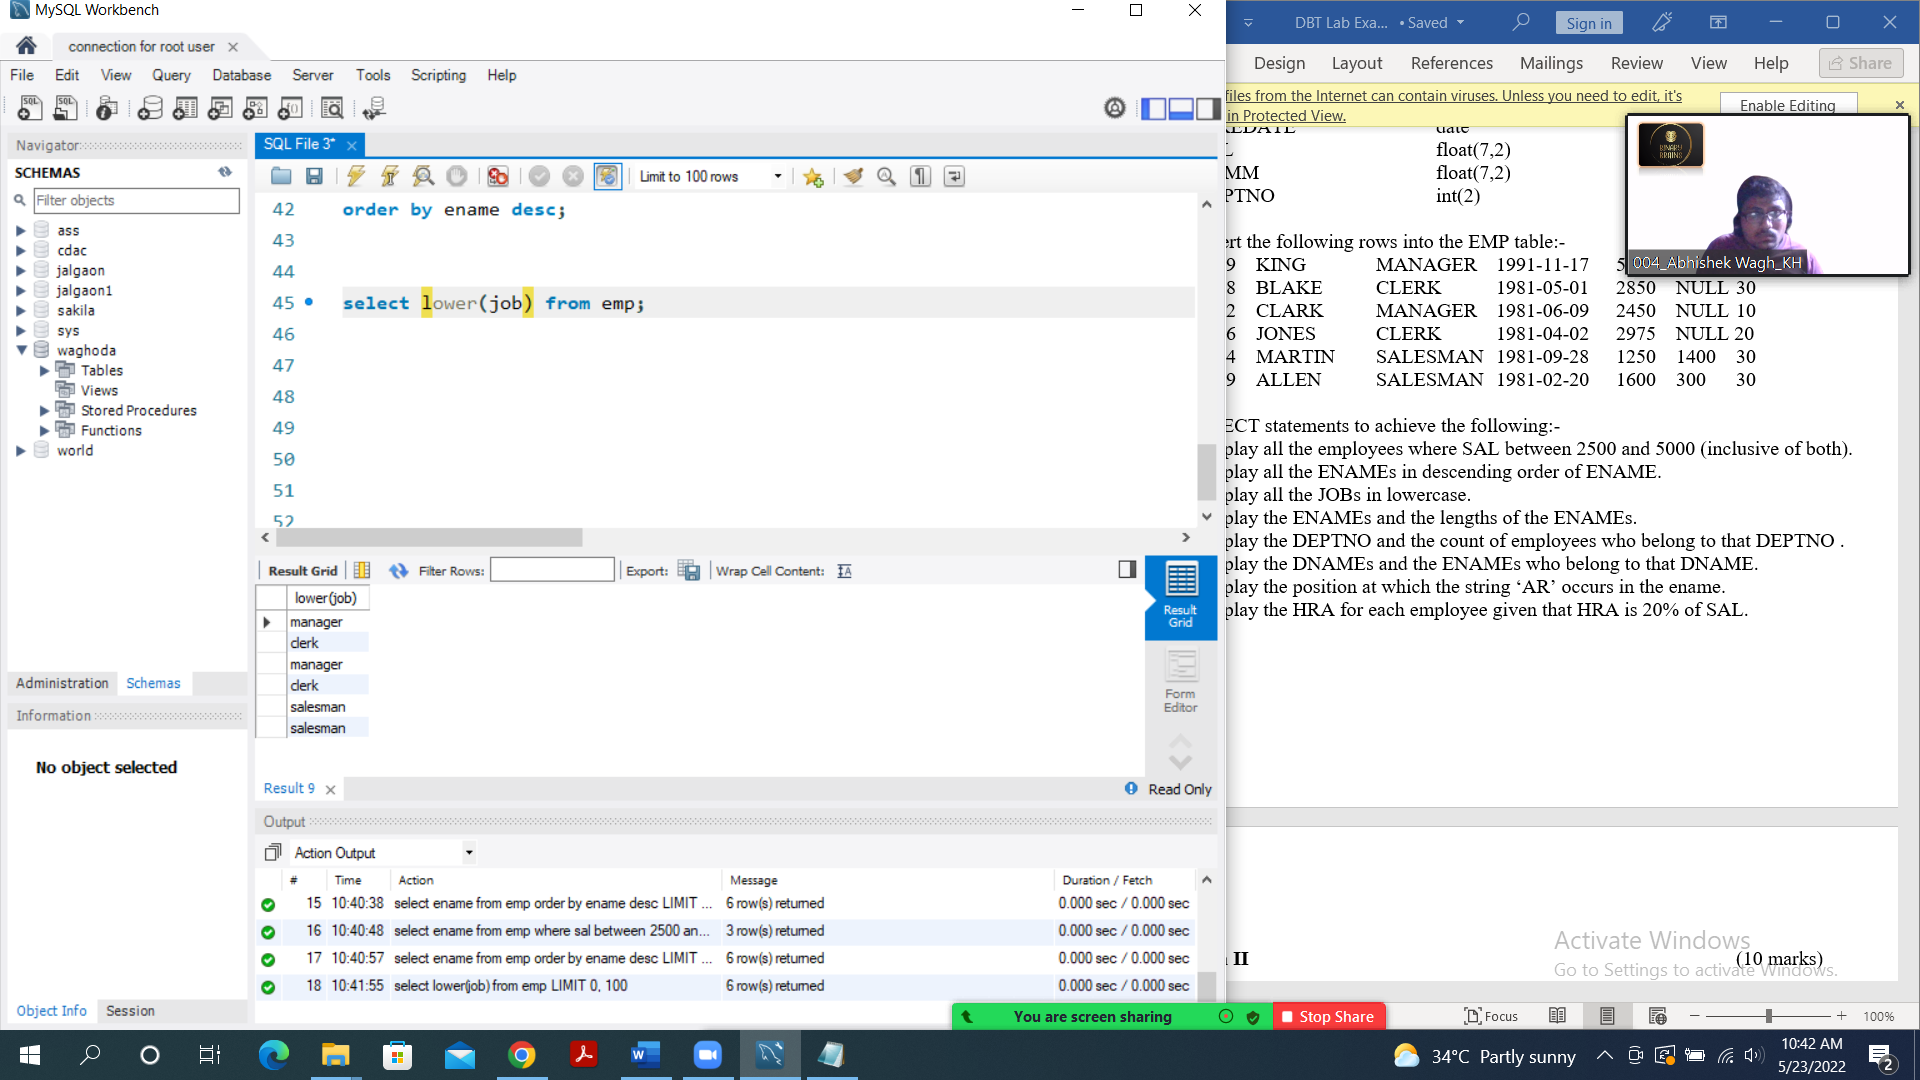 MySQL Workbench
connection for root user
File Edit View Query Database Server Tools Scripting Help
Navigator
SCHEMAS
Filter objects
ass
cdac
jalgaon
jalgaon1
sakila
sys
waghoda
Tables
Views
Stored Procedures
Functions
world
Administration Schemas
Information
No object selected
Object Info Session
SQL File 3*
Limit to 100 rows
42 order by ename desc;
43
44
45 select lower(job) from emp;
46
47
48
49
50
51
52
Result Grid Filter Rows: Export: Wrap Cell Content:
lower(job)
manager
clerk
manager
clerk
salesman
salesman
Result Grid
Form Editor
Result 9 Read Only
Output
Action Output
# Time Action Message Duration / Fetch
15 10:40:38 select ename from emp order by ename desc LIMIT ... 6 row(s) returned 0.000 sec / 0.000 sec
16 10:40:48 select ename from emp where sal between 2500 an... 3 row(s) returned 0.000 sec / 0.000 sec
17 10:40:57 select ename from emp order by ename desc LIMIT ... 6 row(s) returned 0.000 sec / 0.000 sec
18 10:41:55 select lower(job) from emp LIMIT 0, 100 6 row(s) returned 0.000 sec / 0.000 sec
DBT Lab Exa... • Saved Sign in
Design Layout References Mailings Review View Help Share
files from the Internet can contain viruses. Unless you need to edit, it's
in Protected View. Enable Editing
date
float(7,2)
MM float(7,2)
PTNO int(2)
BINARY BRAINS
004_Abhishek Wagh_KH
ert the following rows into the EMP table:-
9 KING MANAGER 1991-11-17 5
8 BLAKE CLERK 1981-05-01 2850 NULL 30
2 CLARK MANAGER 1981-06-09 2450 NULL 10
6 JONES CLERK 1981-04-02 2975 NULL 20
4 MARTIN SALESMAN 1981-09-28 1250 1400 30
9 ALLEN SALESMAN 1981-02-20 1600 300 30
ECT statements to achieve the following:-
play all the employees where SAL between 2500 and 5000 (inclusive of both).
play all the ENAMEs in descending order of ENAME.
play all the JOBs in lowercase.
play the ENAMEs and the lengths of the ENAMEs.
play the DEPTNO and the count of employees who belong to that DEPTNO .
play the DNAMEs and the ENAMEs who belong to that DNAME.
play the position at which the string ‘AR’ occurs in the ename.
play the HRA for each employee given that HRA is 20% of SAL.
II (10 marks)
Activate Windows
Go to Settings to activate Windows.
You are screen sharing Stop Share
Focus 100%
34°C Partly sunny
10:42 AM
5/23/2022
2